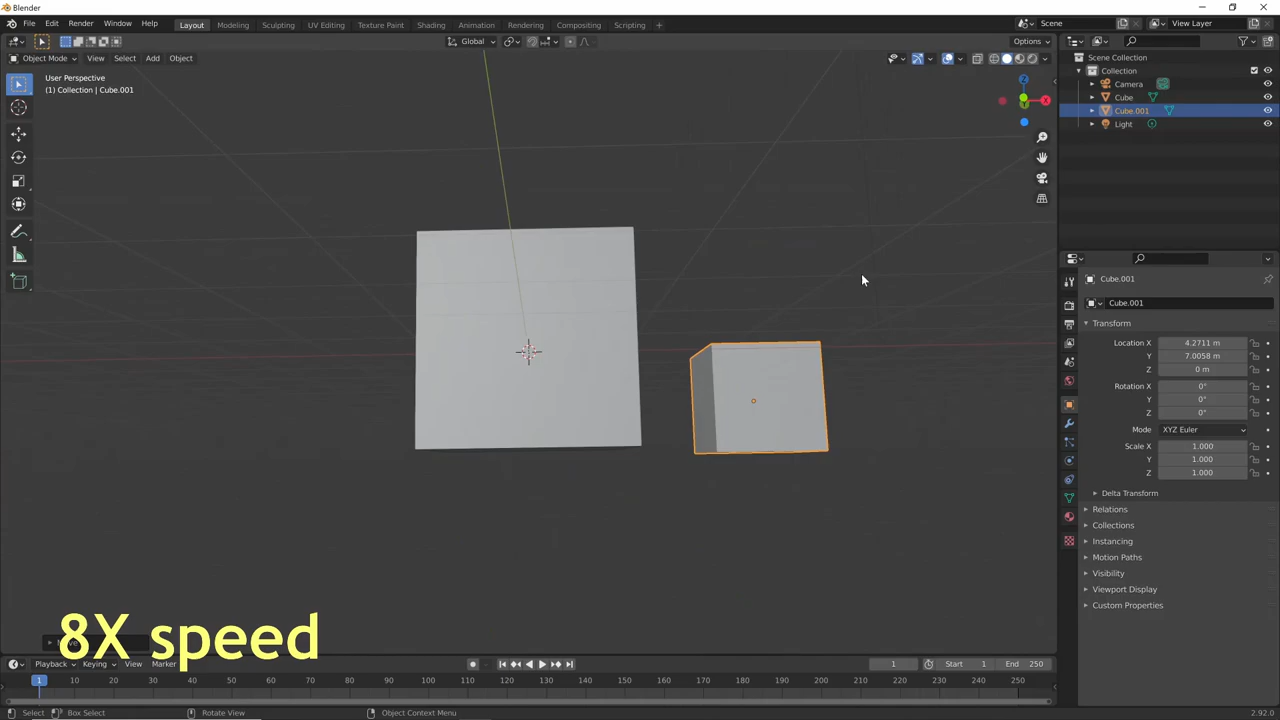 Blender
File Edit Render Window Help Layout Modeling Sculpting UV Editing Texture Paint Shading Animation Rendering Compositing Scripting + Scene View Layer
Global Options
Object Mode View Select Add Object
User Perspective
(1) Collection | Cube.001
Z
X
Y
Scene Collection
Collection
Camera
Cube
Cube.001
Light
Cube.001
Cube.001
Transform
Location X 4.2711 m
Y 7.0058 m
Z 0 m
Rotation X 0°
Y 0°
Z 0°
Mode XYZ Euler
Scale X 1.000
Y 1.000
Z 1.000
Delta Transform
Relations
Collections
Instancing
Motion Paths
Visibility
Viewport Display
Custom Properties
8X speed
Playback Keying View Marker 1 Start 1 End 250
1 10 20 30 40 50 60 70 80 90 100 110 120 130 140 150 160 170 180 190 200 210 220 230 240 250
Select Box Select Rotate View Object Context Menu 2.92.0